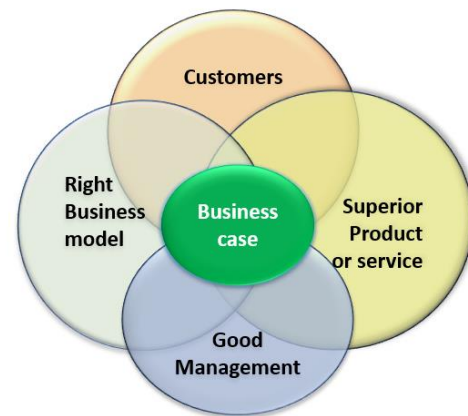 Customers
Right
Business
model
Business
case
Superior
Product
or service
Good
Management